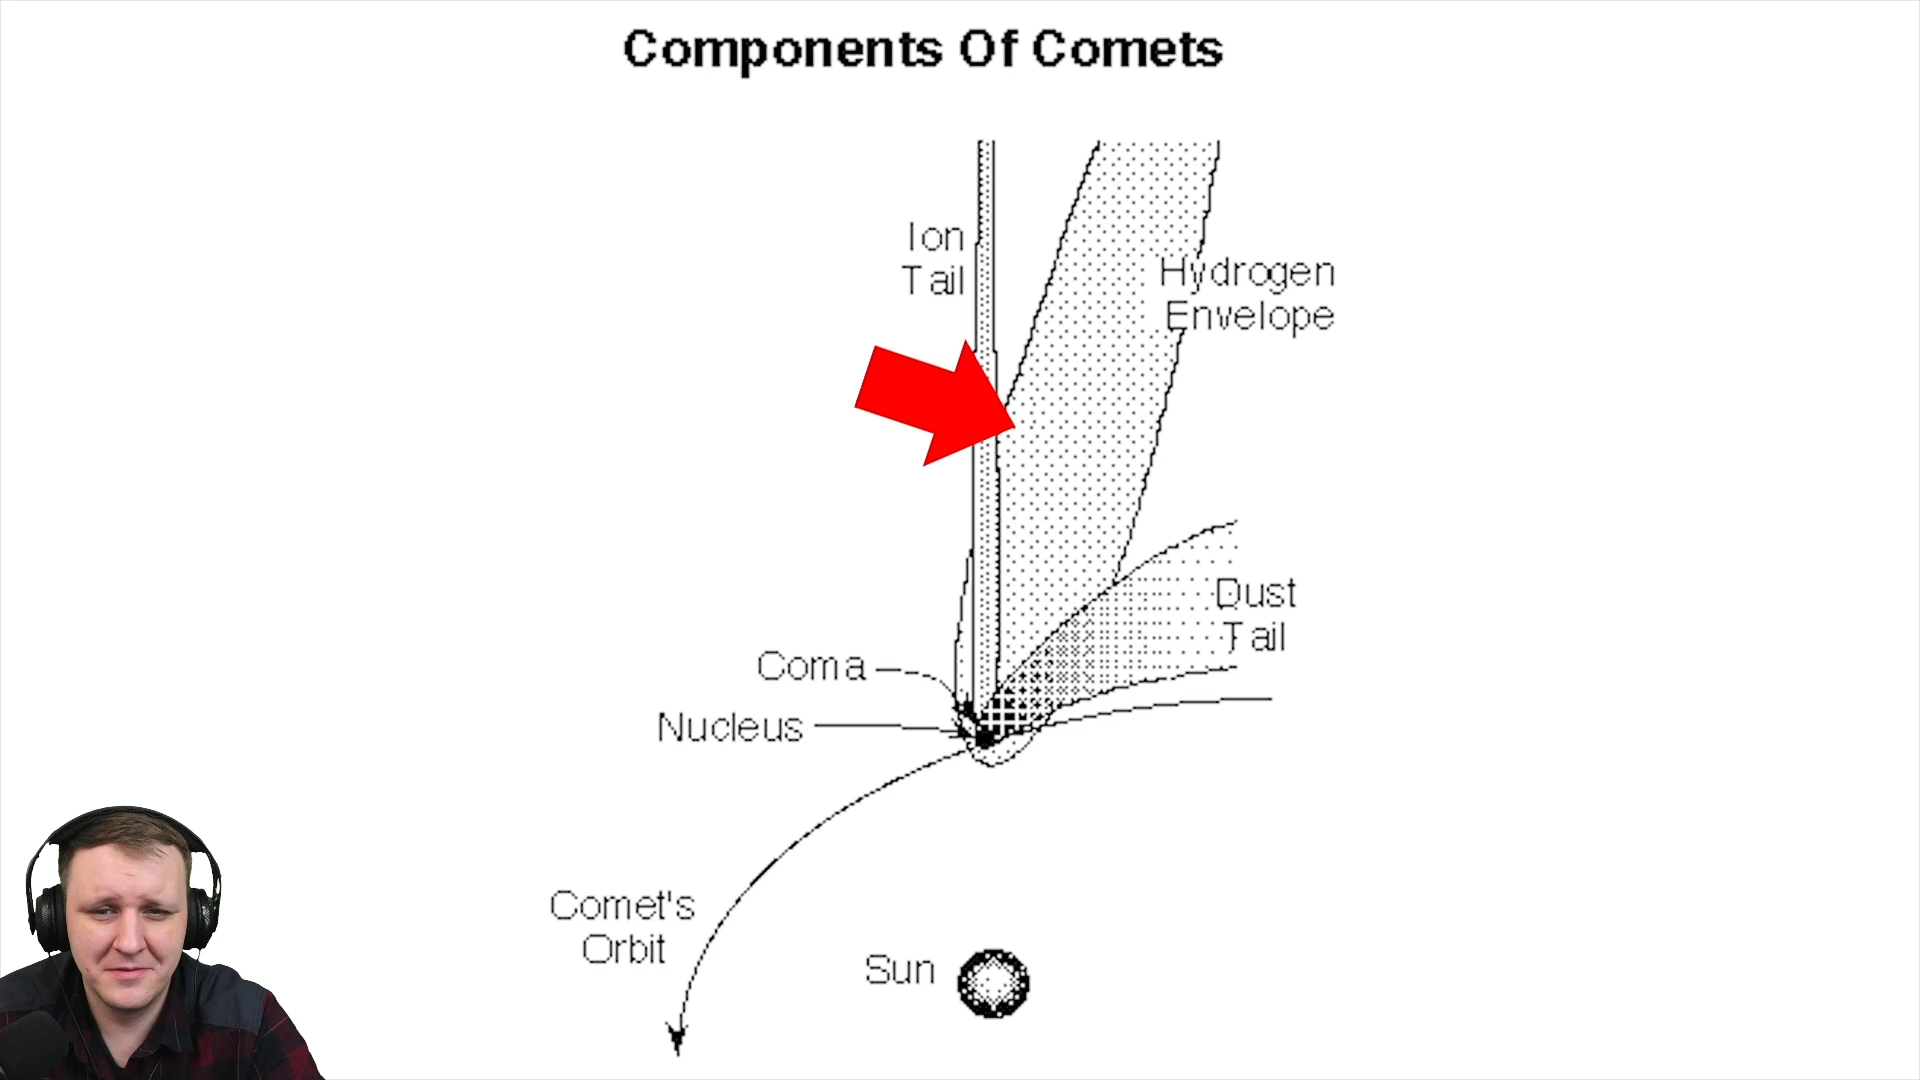 Components Of Comets
Ion
Tail
Hydrogen
Envelope
Dust
Tail
Coma
Nucleus
Comet's
Orbit
Sun